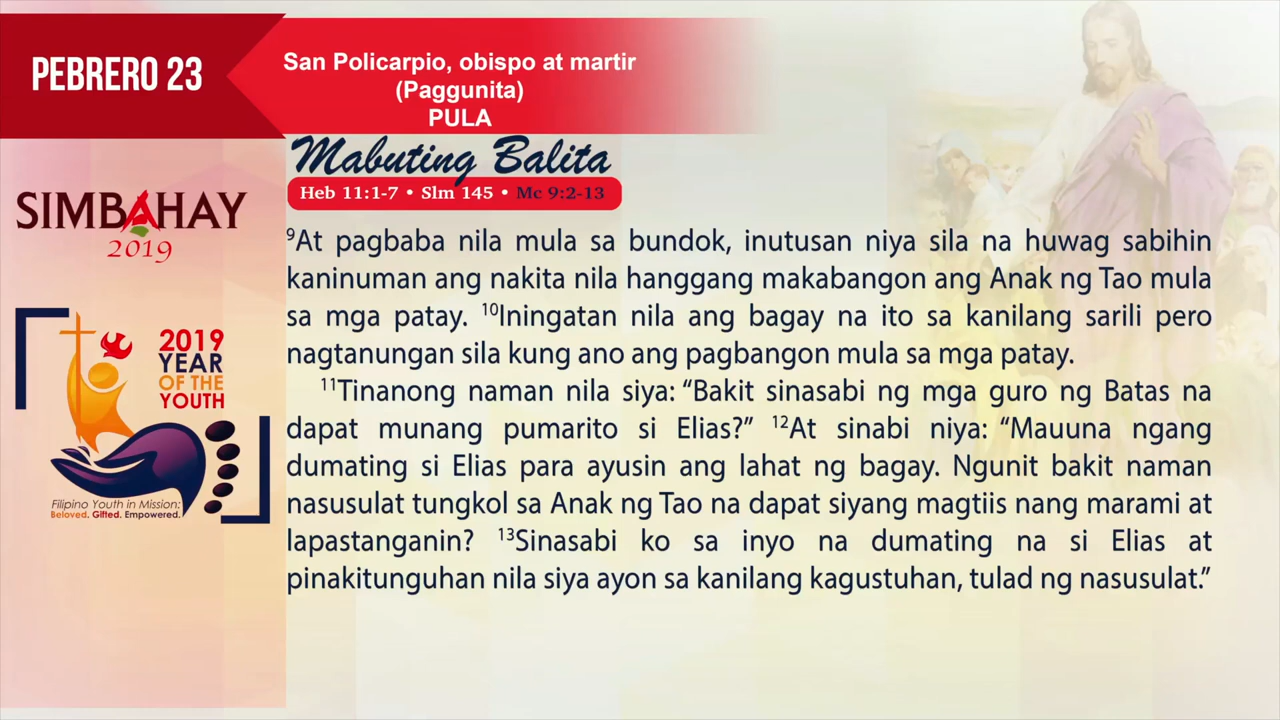 PEBRERO 23
San Policarpio, obispo at martir
(Paggunita)
PULA
Mabuting Balita
Heb 11:1-7 • Slm 145 • Mc 9:2-13
SIMBAHAY
2019
2019
YEAR
OF THE
YOUTH
Filipino Youth in Mission:
Beloved. Gifted. Empowered.
⁹At pagbaba nila mula sa bundok, inutusan niya sila na huwag sabihin
kaninuman ang nakita nila hanggang makabangon ang Anak ng Tao mula
sa mga patay. ¹⁰Iningatan nila ang bagay na ito sa kanilang sarili pero
nagtanungan sila kung ano ang pagbangon mula sa mga patay.
¹¹Tinanong naman nila siya: “Bakit sinasabi ng mga guro ng Batas na
dapat munang pumarito si Elias?” ¹²At sinabi niya: “Mauuna ngang
dumating si Elias para ayusin ang lahat ng bagay. Ngunit bakit naman
nasusulat tungkol sa Anak ng Tao na dapat siyang magtiis nang marami at
lapastanganin? ¹³Sinasabi ko sa inyo na dumating na si Elias at
pinakitunguhan nila siya ayon sa kanilang kagustuhan, tulad ng nasusulat.”